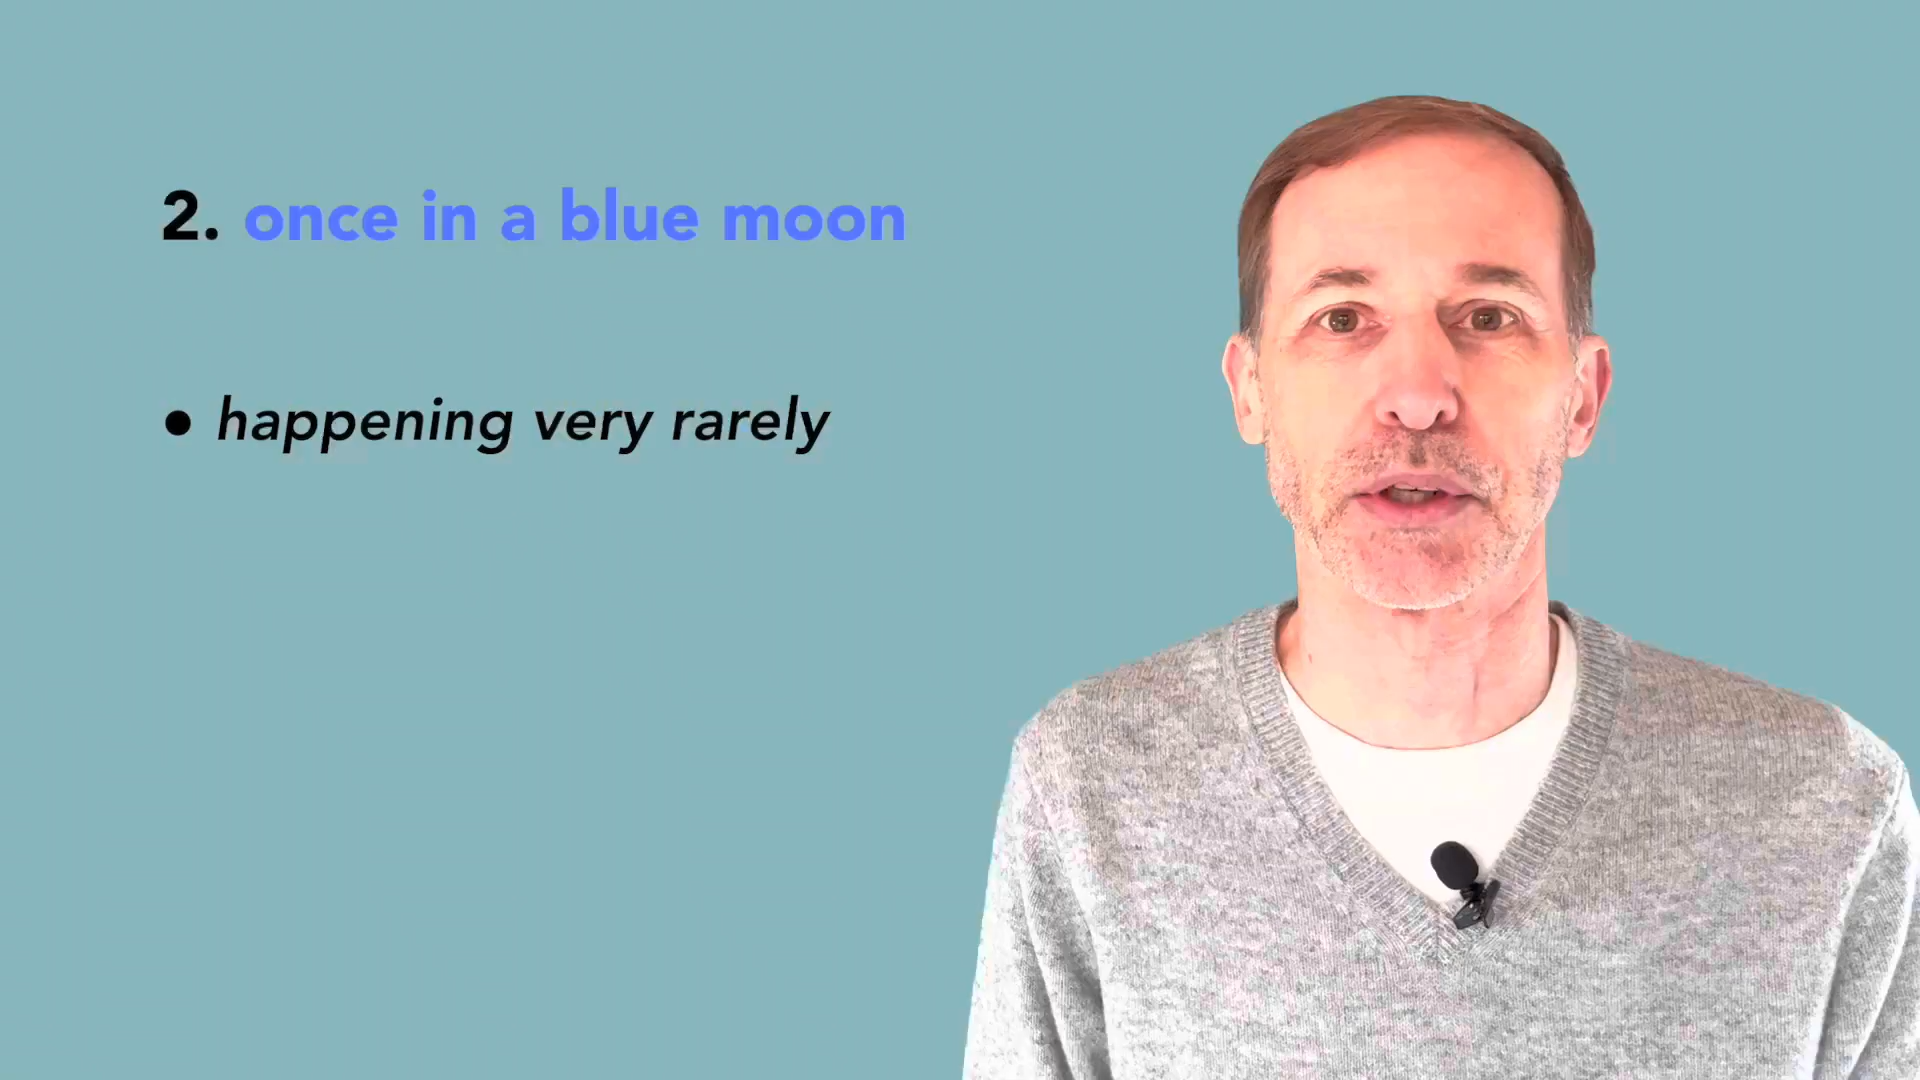 2. once in a blue moon
• happening very rarely